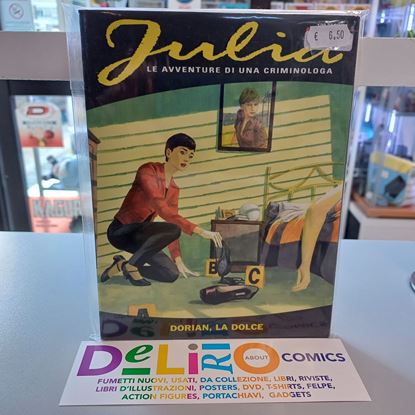 Julia
€ 6,50
LE AVVENTURE DI UNA CRIMINOLOGA
B
C
A
DORIAN, LA DOLCE
DeLiRiO ABOUT COMICS
FUMETTI NUOVI, USATI, DA COLLEZIONE, LIBRI, RIVISTE,
LIBRI D'ILLUSTRAZIONI, POSTERS, DVD, T-SHIRTS, FELPE,
ACTION FIGURES, PORTACHIAVI, GADGETS